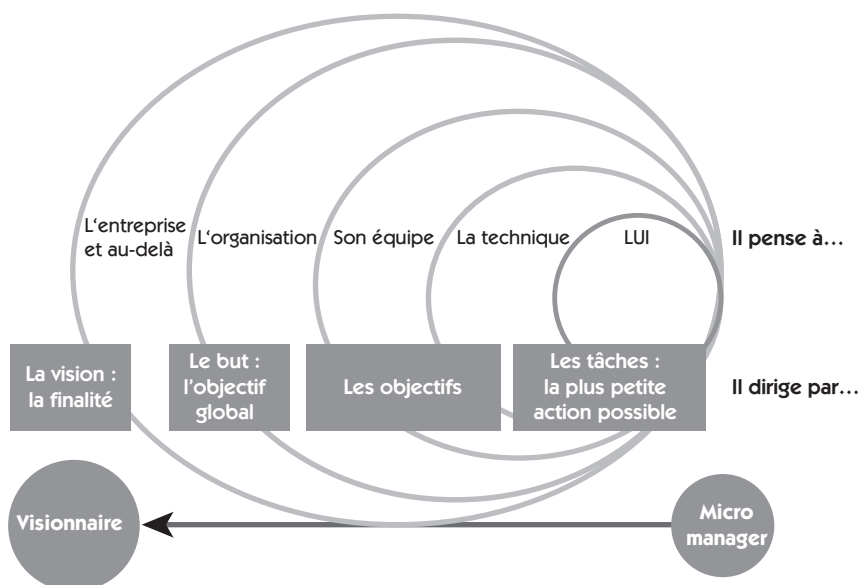 L‘entreprise
et au-delà
L‘organisation
Son équipe
La technique
LUI
Il pense à…
La vision :
la finalité
Le but :
l’objectif
global
Les objectifs
Les tâches :
la plus petite
action possible
Il dirige par…
Visionnaire
Micro
manager